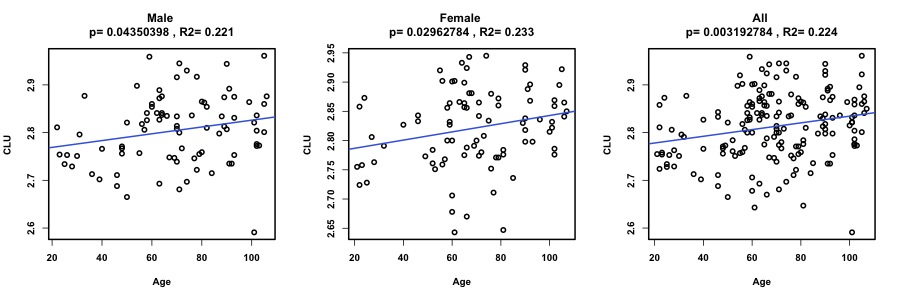 Male
p= 0.04350398 , R2= 0.221
CLU
2.9
2.8
2.7
2.6
20 40 60 80 100
Age
Female
p= 0.02962784 , R2= 0.233
CLU
2.95
2.90
2.85
2.80
2.75
2.70
2.65
20 40 60 80 100
Age
All
p= 0.003192784 , R2= 0.224
CLU
2.9
2.8
2.7
2.6
20 40 60 80 100
Age